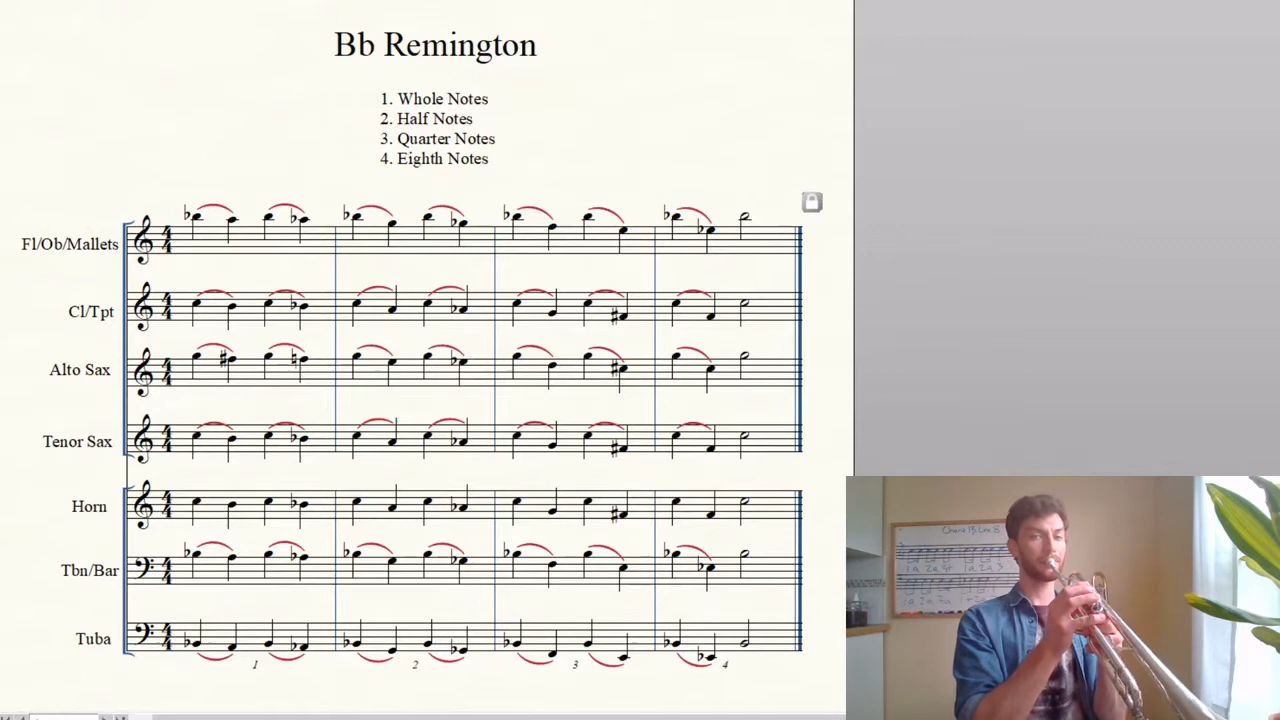 Bb Remington
1. Whole Notes
2. Half Notes
3. Quarter Notes
4. Eighth Notes
Fl/Ob/Mallets
Cl/Tpt
Alto Sax
Tenor Sax
Horn
Tbn/Bar
Tuba
1 2 3 4